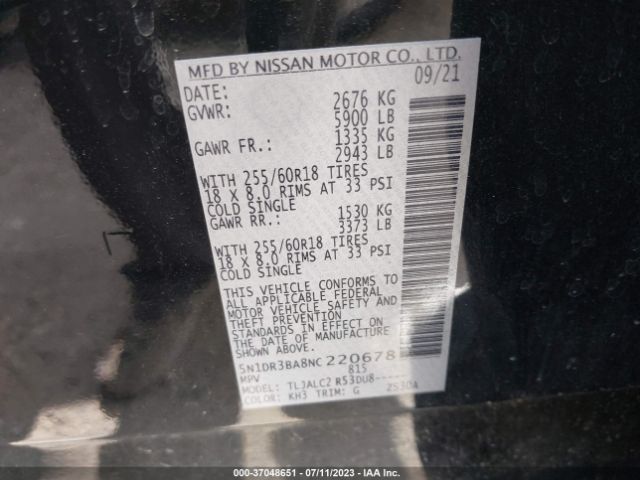 MFD BY NISSAN MOTOR CO., LTD.
DATE: 09/21
GVWR: 2676 KG
5900 LB
GAWR FR.: 1335 KG
2943 LB
WITH 255/60R18 TIRES
18 X 8.0 RIMS AT 33 PSI
COLD SINGLE
GAWR RR.: 1530 KG
3373 LB
WITH 255/60R18 TIRES
18 X 8.0 RIMS AT 33 PSI
COLD SINGLE
THIS VEHICLE CONFORMS TO
ALL APPLICABLE FEDERAL
MOTOR VEHICLE SAFETY AND
THEFT PREVENTION
STANDARDS IN EFFECT ON
THE DATE OF MANUFACTURE
SHOWN ABOVE.
5N1DR3BA8NC220678
MPV 815
MODEL: TLJALC2 R53DU8-----
COLOR: KH3 TRIM: G Z530A
© - 37048651 - 07/11/2023 - IAA Inc.